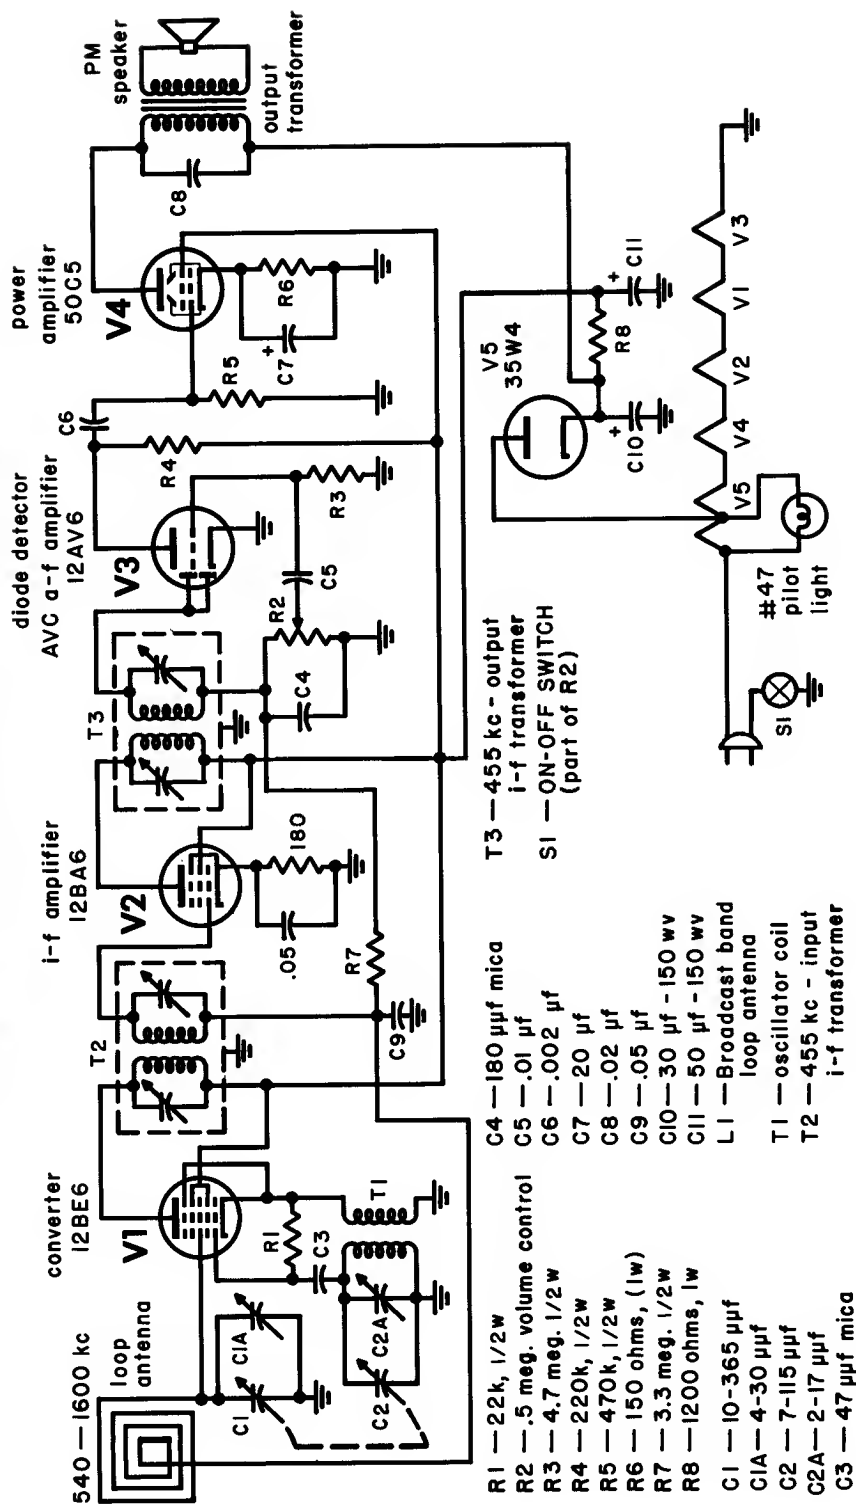 540 — 1600 kc
loop
antenna
converter
12BE6
V1
T2
i-f amplifier
12BA6
V2
T3
diode detector
AVC a-f amplifier
12AV6
V3
power
amplifier
50C5
V4
PM
speaker
output
transformer
C1
C1A
C2
C2A
C3
R1
T1
.05
180
R7
C9
C4
R2
C5
R3
R4
C6
R5
+
C7
R6
C8
V5
35W4
+
C10
R8
+
C11
S1
#47
pilot
light
V5
V4
V2
V1
V3
R1 — 22k, 1/2w
R2 — .5 meg. volume control
R3 — 4.7 meg. 1/2w
R4 — 220k, 1/2w
R5 — 470k, 1/2w
R6 — 150 ohms, (1w)
R7 — 3.3 meg. 1/2w
R8 — 1200 ohms, 1w
C1 — 10-365 μμf
C1A — 4-30 μμf
C2 — 7-115 μμf
C2A — 2-17 μμf
C3 — 47 μμf mica
C4 — 180 μμf mica
C5 — .01 μf
C6 — .002 μf
C7 — 20 μf
C8 — .02 μf
C9 — .05 μf
C10 — 30 μf - 150 wv
C11 — 50 μf - 150 wv
L1 — Broadcast band
loop antenna
T1 — oscillator coil
T2 — 455 kc - input
i-f transformer
T3 — 455 kc - output
i-f transformer
S1 — ON-OFF SWITCH
(part of R2)